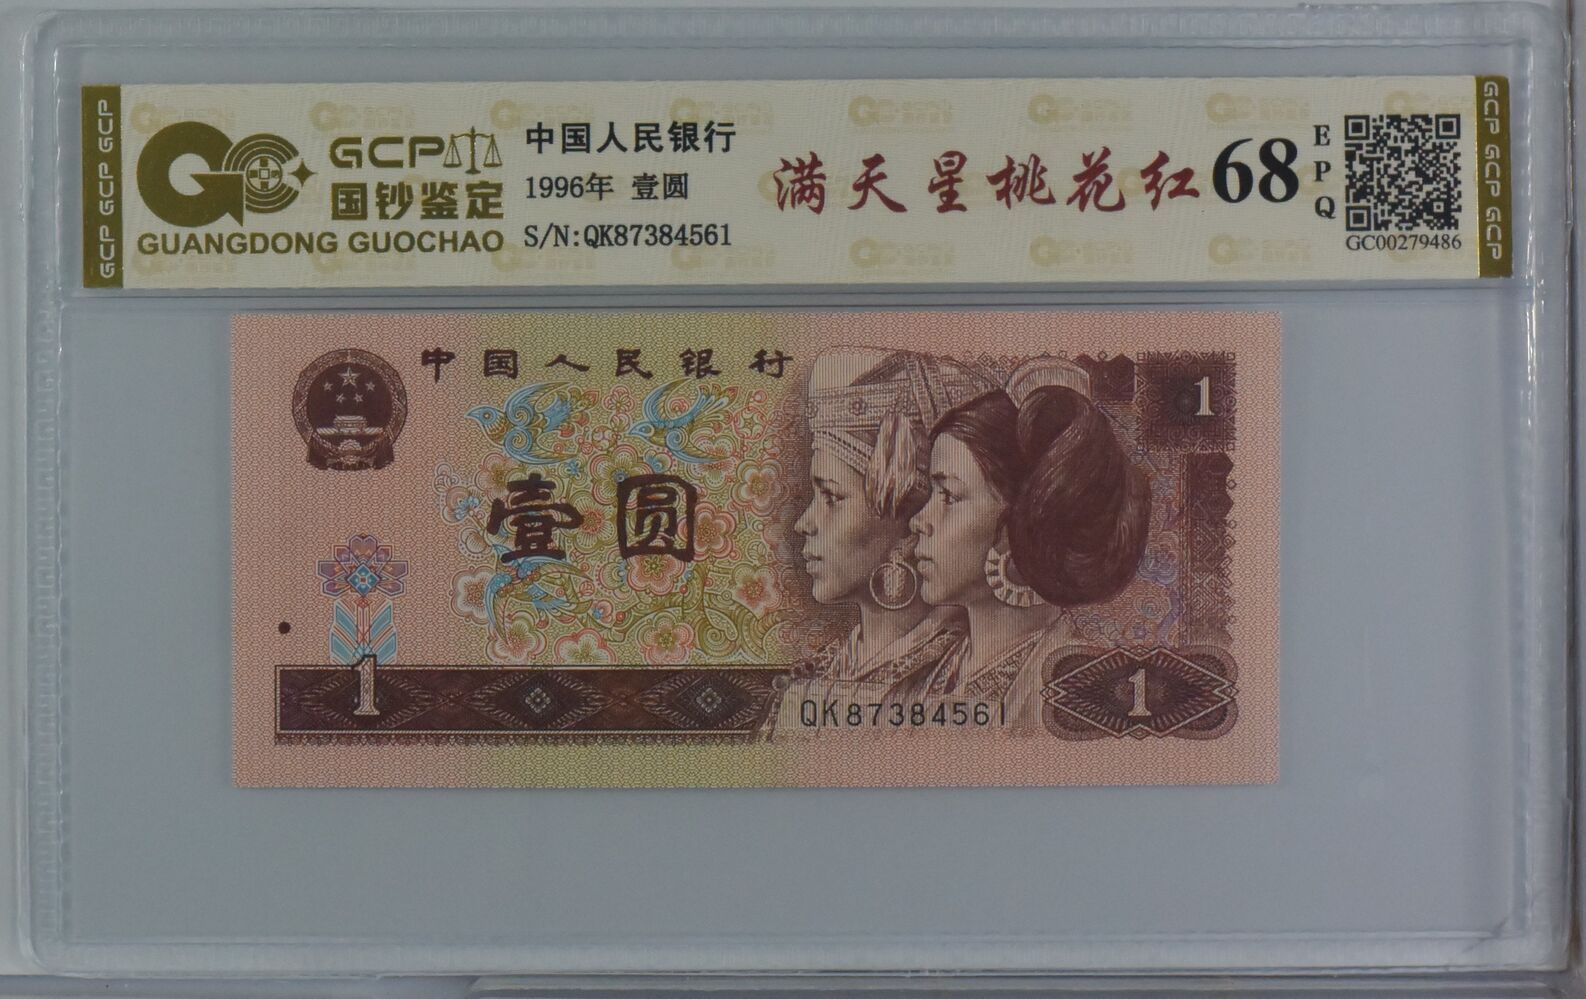 GCP GCP GCP
GCP
国钞鉴定
GUANGDONG GUOCHAO
中国人民银行
1996年 壹圆
S/N:QK87384561
满天星桃花红
68
EPQ
GC00279486
GCP GCP GCP
中国人民银行
1
壹圆
1
QK87384561
1